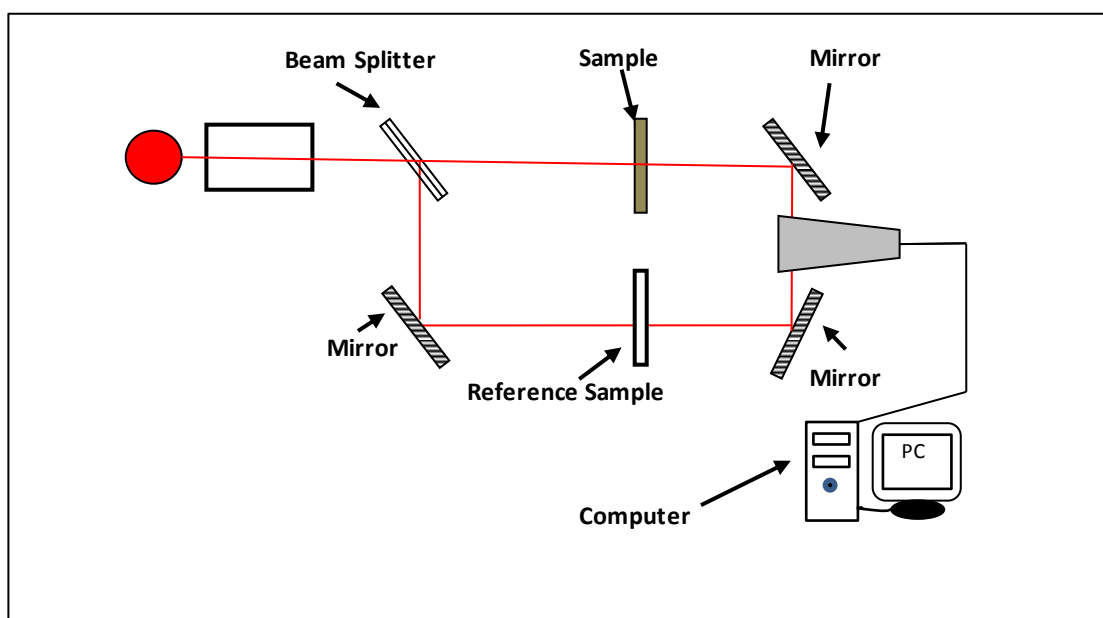 Beam Splitter
Sample
Mirror
Mirror
Reference Sample
Mirror
PC
Computer